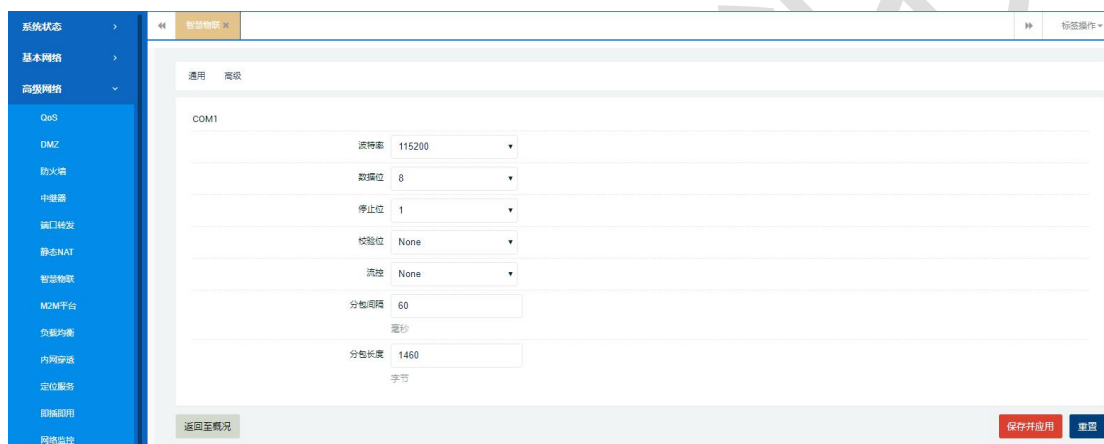 系统状态
智慧物联
标签操作
基本网络
高级网络
通用 高级
QoS
DMZ
防火墙
中继器
端口转发
静态NAT
智慧物联
M2M平台
负载均衡
内网穿透
定位服务
即插即用
网络监控
COM1
波特率 115200
数据位 8
停止位 1
校验位 None
流控 None
分包间隔 60
毫秒
分包长度 1460
字节
返回至概况
保存并应用 重置